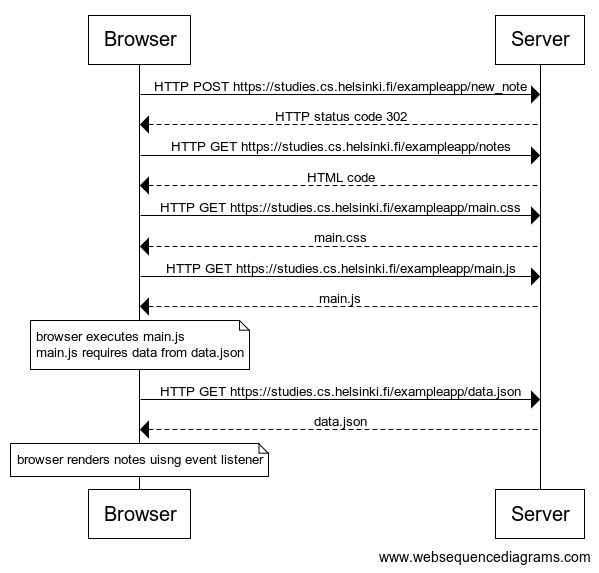 Browser
Server
HTTP POST https://studies.cs.helsinki.fi/exampleapp/new_note
HTTP status code 302
HTTP GET https://studies.cs.helsinki.fi/exampleapp/notes
HTML code
HTTP GET https://studies.cs.helsinki.fi/exampleapp/main.css
main.css
HTTP GET https://studies.cs.helsinki.fi/exampleapp/main.js
main.js
browser executes main.js
main.js requires data from data.json
HTTP GET https://studies.cs.helsinki.fi/exampleapp/data.json
data.json
browser renders notes uisng event listener
Browser
Server
www.websequencediagrams.com